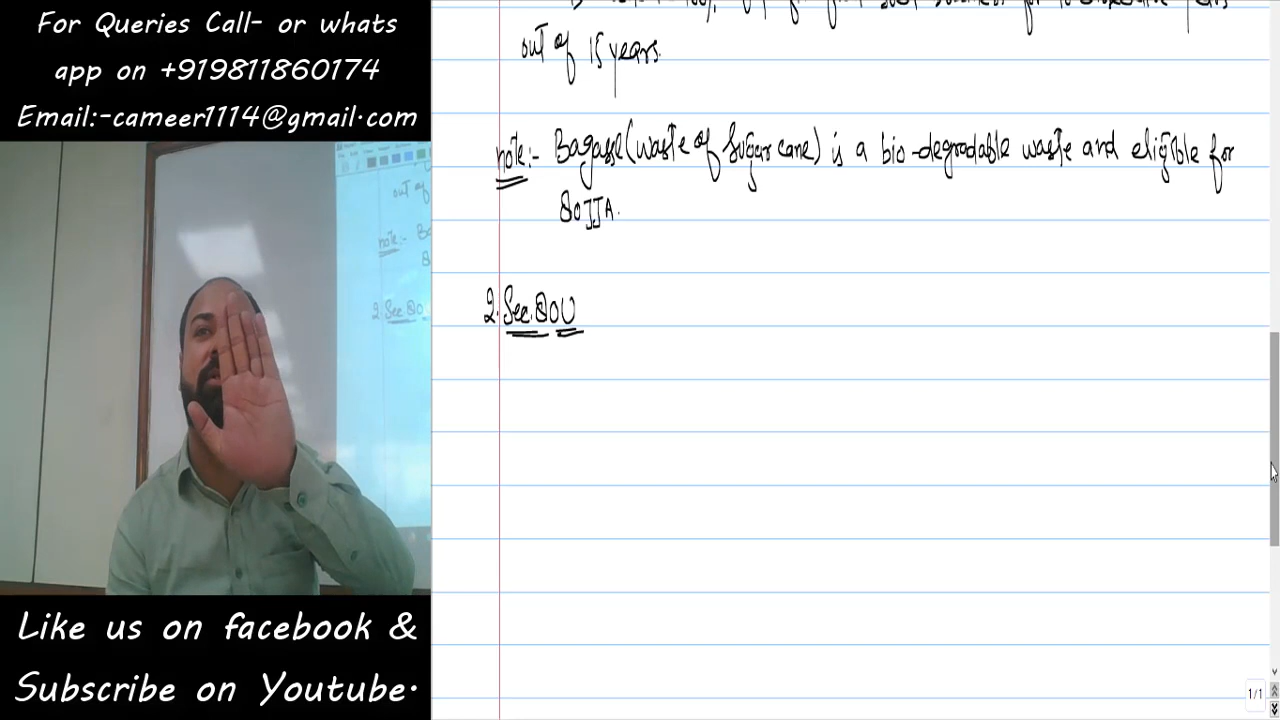 For Queries Call- or whats
app on +919811860174
Email:-cameer1114@gmail.com
out of 15 years.
note:- Bagasse (waste of Sugar cane) is a bio-degradable waste and eligible for
80JJA.
2. Sec. 80U
Like us on facebook &
Subscribe on Youtube.
1/1